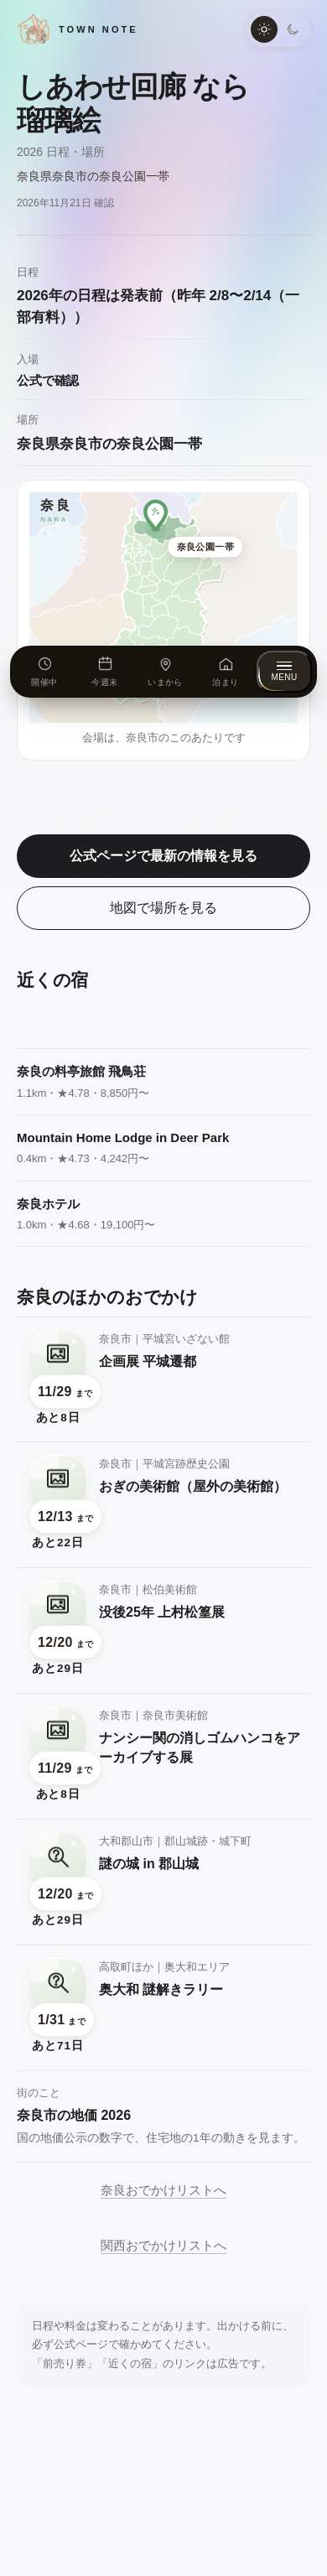 TOWN NOTE
しあわせ回廊 なら
瑠璃絵
2026 日程・場所
奈良県奈良市の奈良公園一帯
2026年11月21日 確認
日程
2026年の日程は発表前（昨年 2/8〜2/14（一
部有料））
入場
公式で確認
場所
奈良県奈良市の奈良公園一帯
奈良
NARA
奈良公園一帯
開催中
今週末
いまから
泊まり
MENU
会場は、奈良市のこのあたりです
公式ページで最新の情報を見る
地図で場所を見る
近くの宿
奈良の料亭旅館 飛鳥荘
1.1km・★4.78・8,850円〜
Mountain Home Lodge in Deer Park
0.4km・★4.73・4,242円〜
奈良ホテル
1.0km・★4.68・19,100円〜
奈良のほかのおでかけ
奈良市｜平城宮いざない館
企画展 平城遷都
11/29 まで
あと8日
奈良市｜平城宮跡歴史公園
おぎの美術館（屋外の美術館）
12/13 まで
あと22日
奈良市｜松伯美術館
没後25年 上村松篁展
12/20 まで
あと29日
奈良市｜奈良市美術館
ナンシー関の消しゴムハンコをア
ーカイブする展
11/29 まで
あと8日
大和郡山市｜郡山城跡・城下町
謎の城 in 郡山城
12/20 まで
あと29日
高取町ほか｜奥大和エリア
奥大和 謎解きラリー
1/31 まで
あと71日
街のこと
奈良市の地価 2026
国の地価公示の数字で、住宅地の1年の動きを見ます。
奈良おでかけリストへ
関西おでかけリストへ
日程や料金は変わることがあります。出かける前に、
必ず公式ページで確かめてください。
「前売り券」「近くの宿」のリンクは広告です。